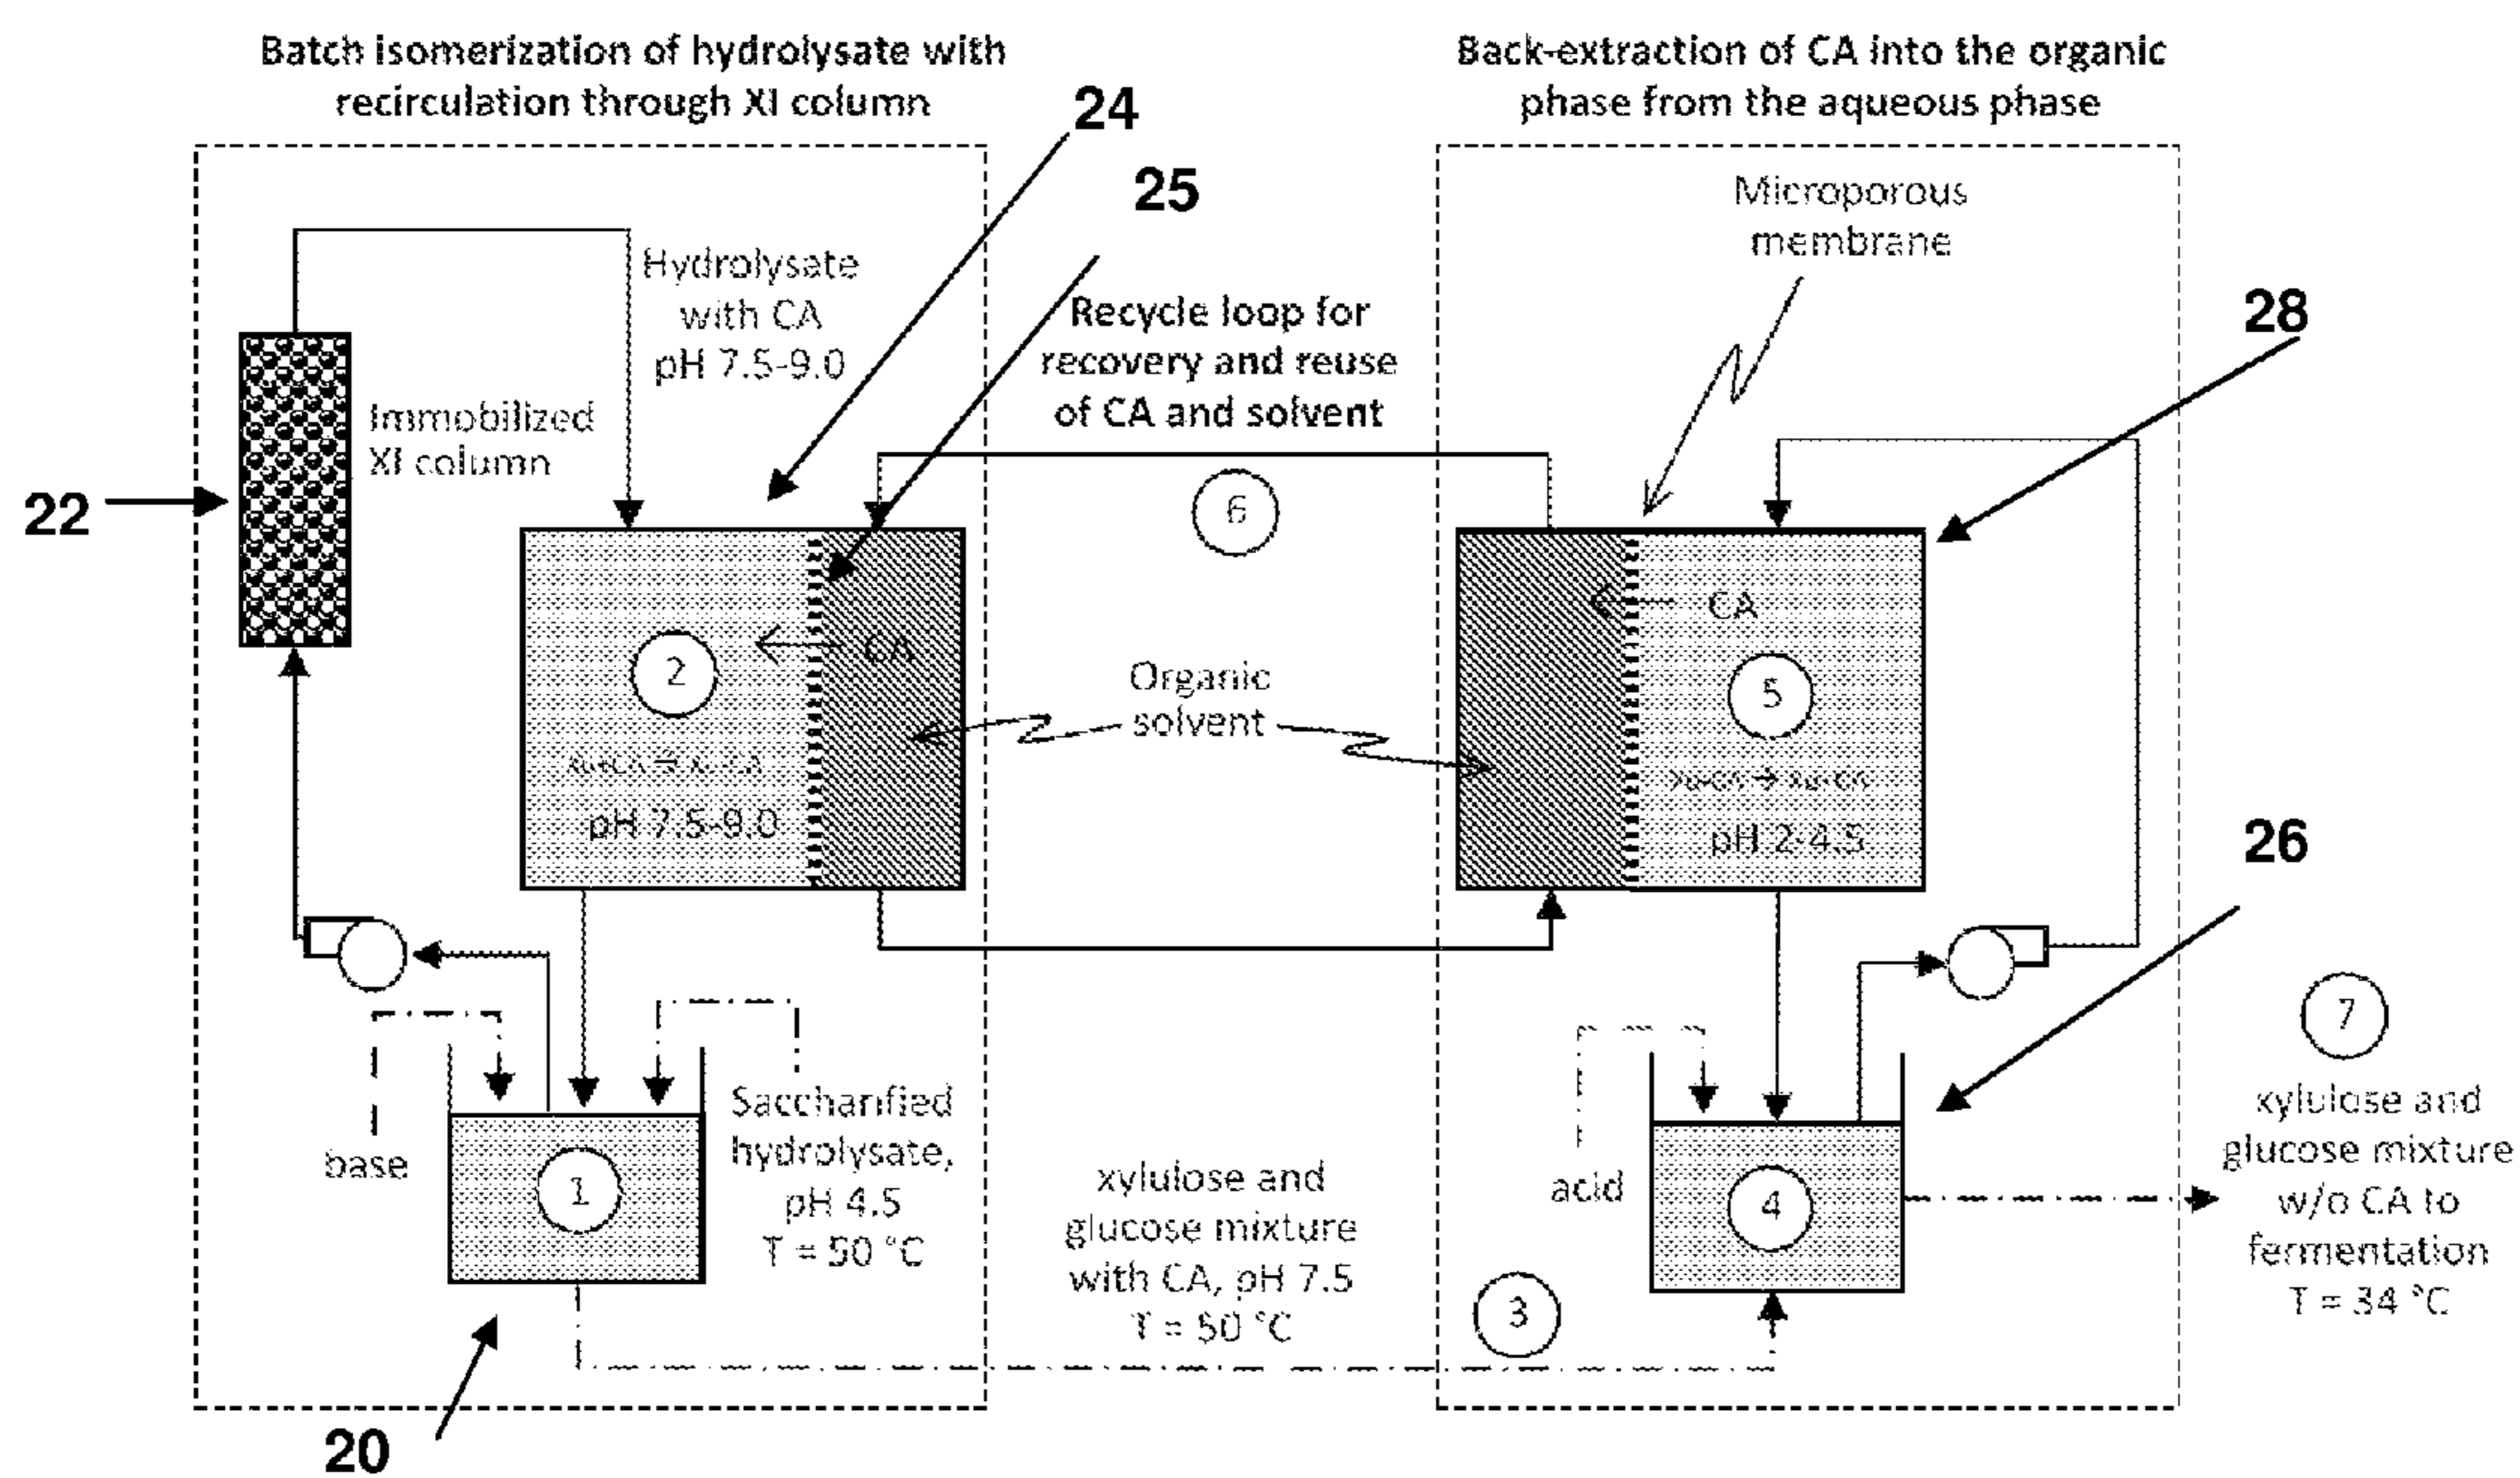 Batch isomerization of hydrolysate with
recirculation through XI column
Back-extraction of CA into the organic
phase from the aqueous phase
24
25
Microporous
membrane
Hydrolysate
with CA
pH 7.5-9.0
Recycle loop for
recovery and reuse
of CA and solvent
28
Immobilized
XI column
22
6
CA
CA
2
Organic
solvent
5
pH 7.5-9.0
pH 2-4.5
26
7
base
Saccharified
hydrolysate,
pH 4.5
T = 50 °C
1
xylulose and
glucose mixture
with CA, pH 7.5
T = 50 °C
3
acid
4
xylulose and
glucose mixture
w/o CA to
fermentation
T = 34 °C
20